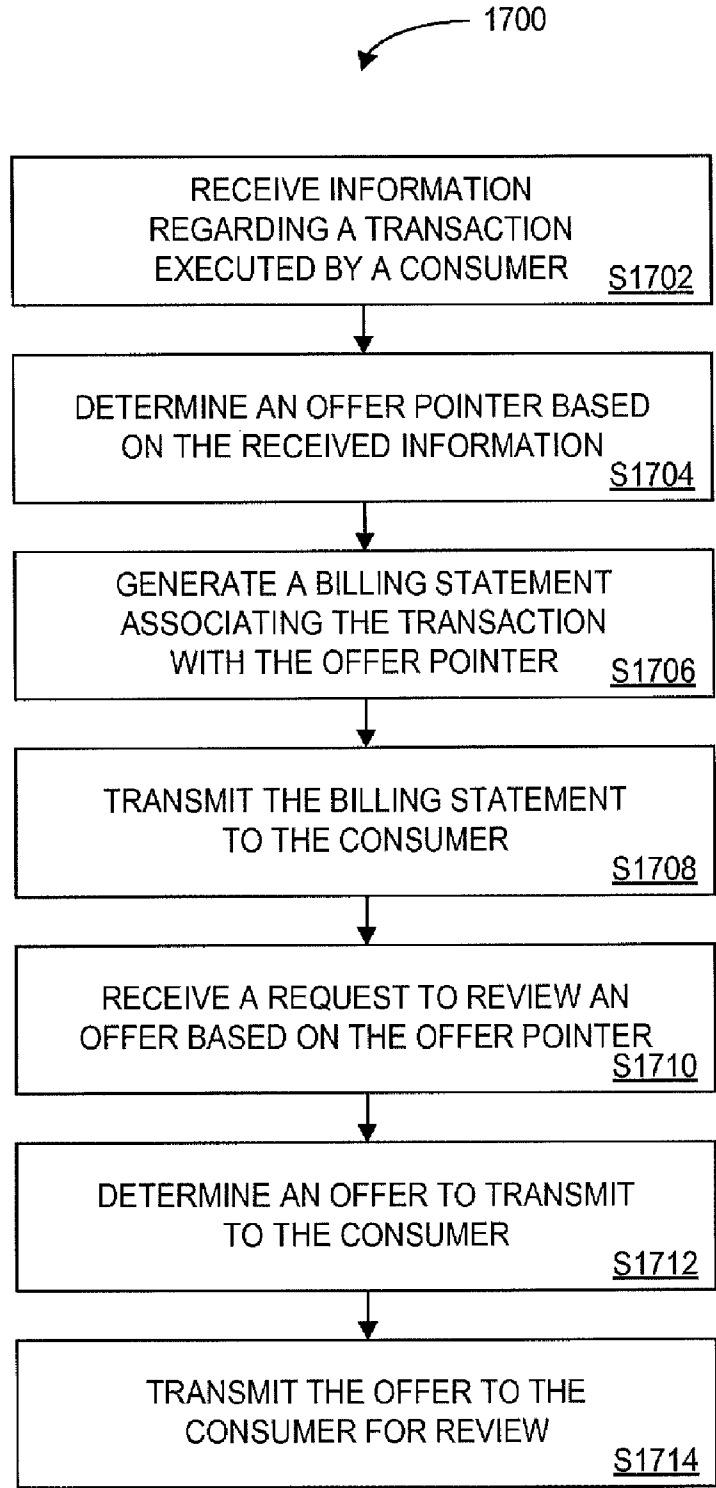 1700
RECEIVE INFORMATION
REGARDING A TRANSACTION
EXECUTED BY A CONSUMER
S1702
DETERMINE AN OFFER POINTER BASED
ON THE RECEIVED INFORMATION
S1704
GENERATE A BILLING STATEMENT
ASSOCIATING THE TRANSACTION
WITH THE OFFER POINTER
S1706
TRANSMIT THE BILLING STATEMENT
TO THE CONSUMER
S1708
RECEIVE A REQUEST TO REVIEW AN
OFFER BASED ON THE OFFER POINTER
S1710
DETERMINE AN OFFER TO TRANSMIT
TO THE CONSUMER
S1712
TRANSMIT THE OFFER TO THE
CONSUMER FOR REVIEW
S1714